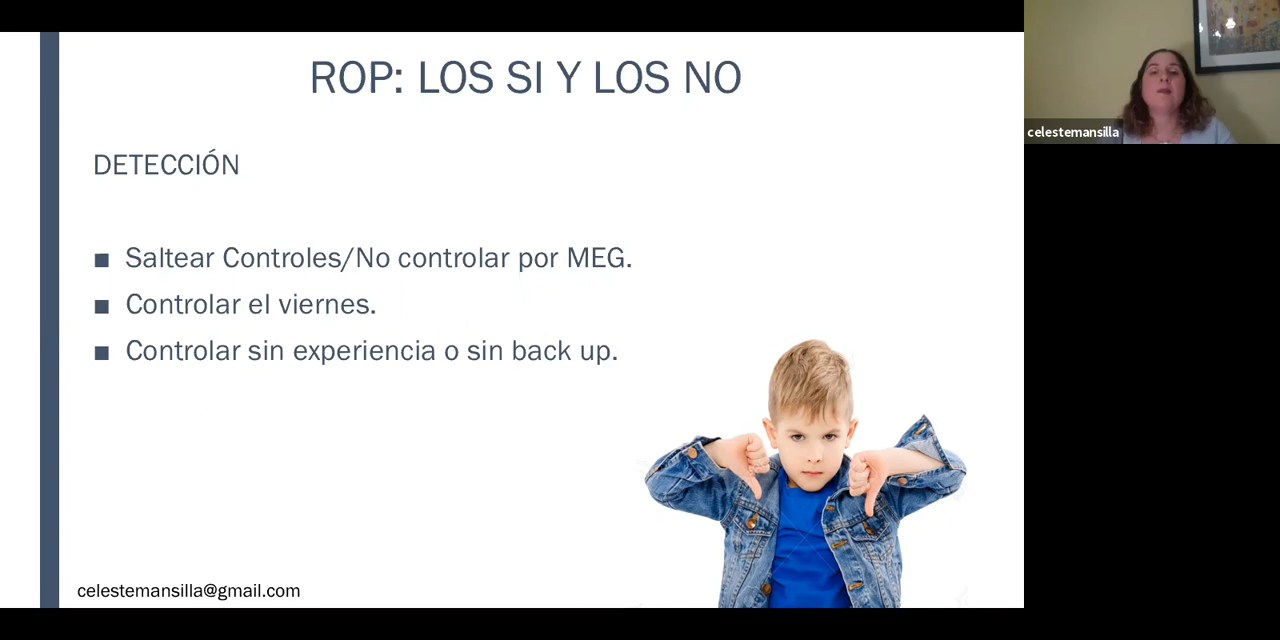 ROP: LOS SI Y LOS NO
celestemansilla
DETECCIÓN
■ Saltear Controles/No controlar por MEG.
■ Controlar el viernes.
■ Controlar sin experiencia o sin back up.
celestemansilla@gmail.com